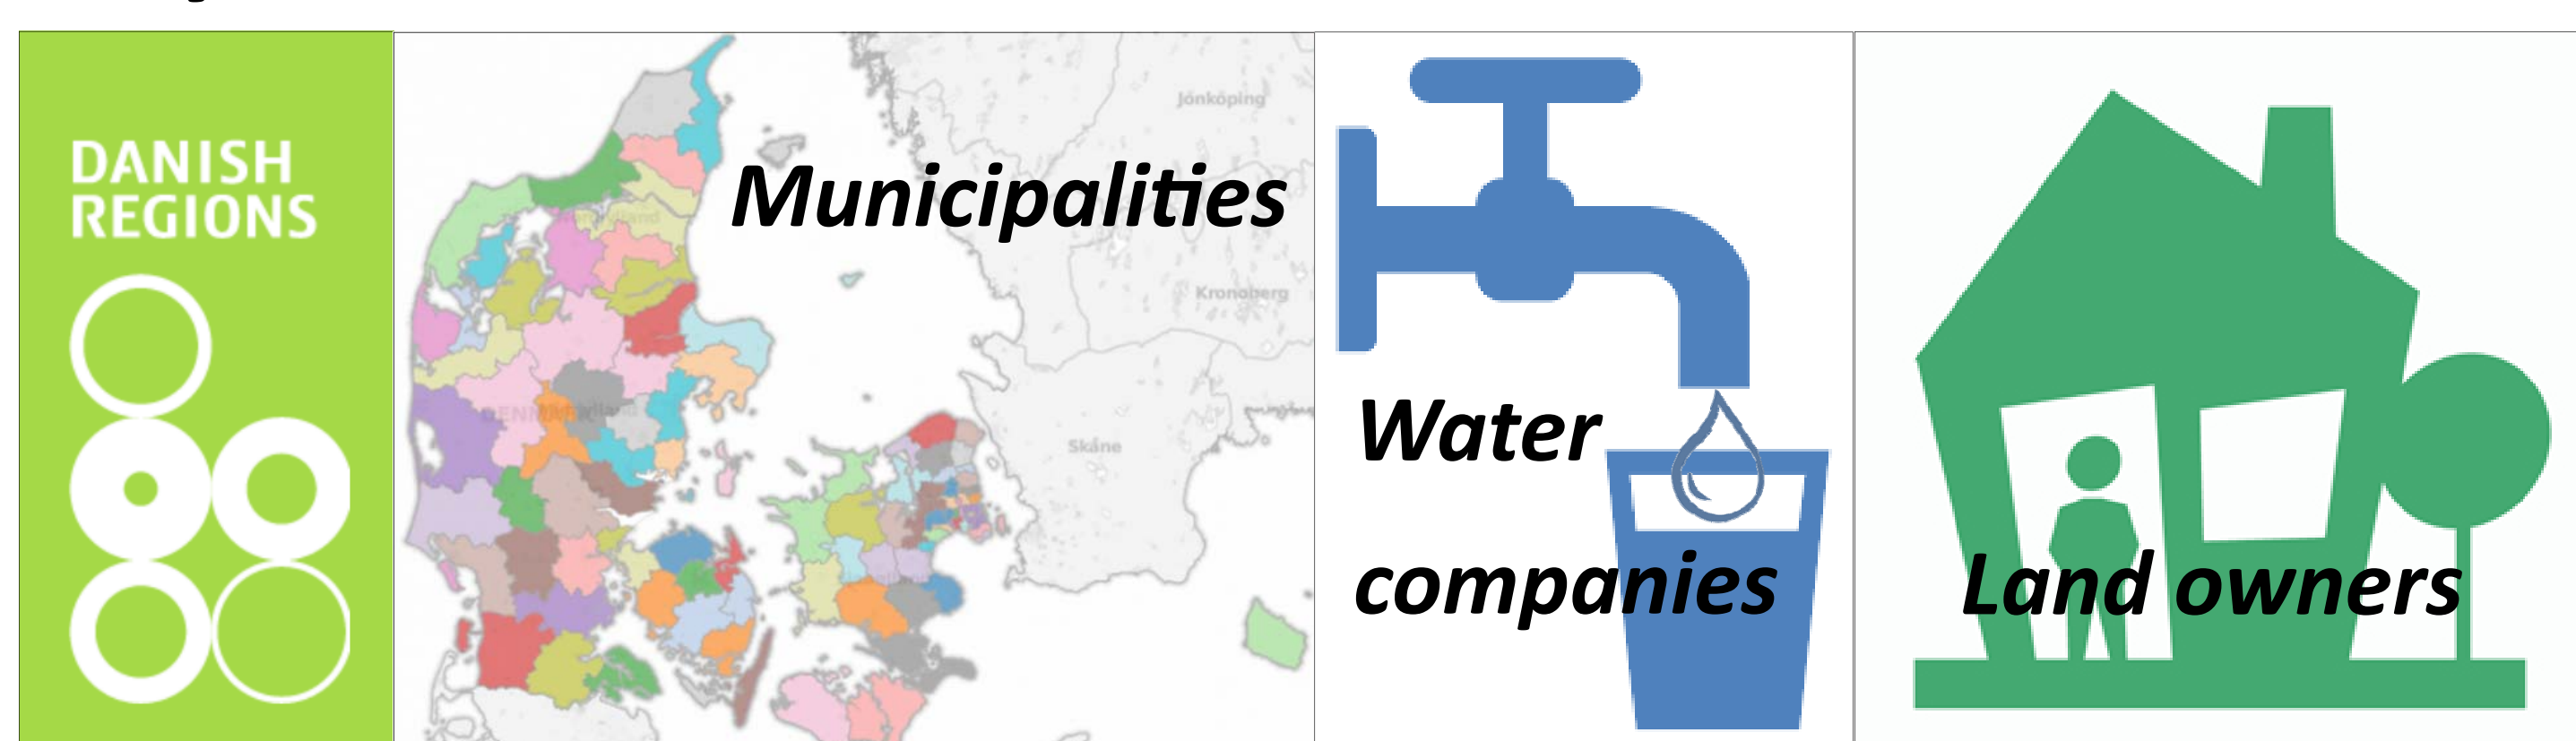 DANISH
REGIONS
Municipalities
Jönköping
Kronoberg
Skåne
Water
companies
Land owners